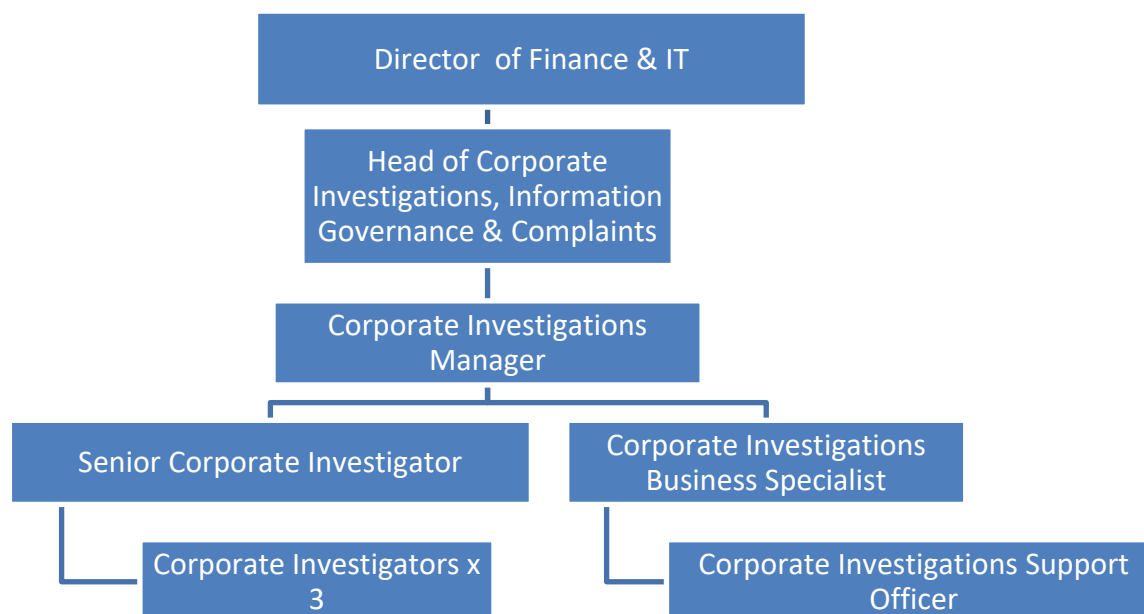 Director of Finance & IT
Head of Corporate
Investigations, Information
Governance & Complaints
Corporate Investigations
Manager
Senior Corporate Investigator
Corporate Investigations
Business Specialist
Corporate Investigators x
3
Corporate Investigations Support
Officer